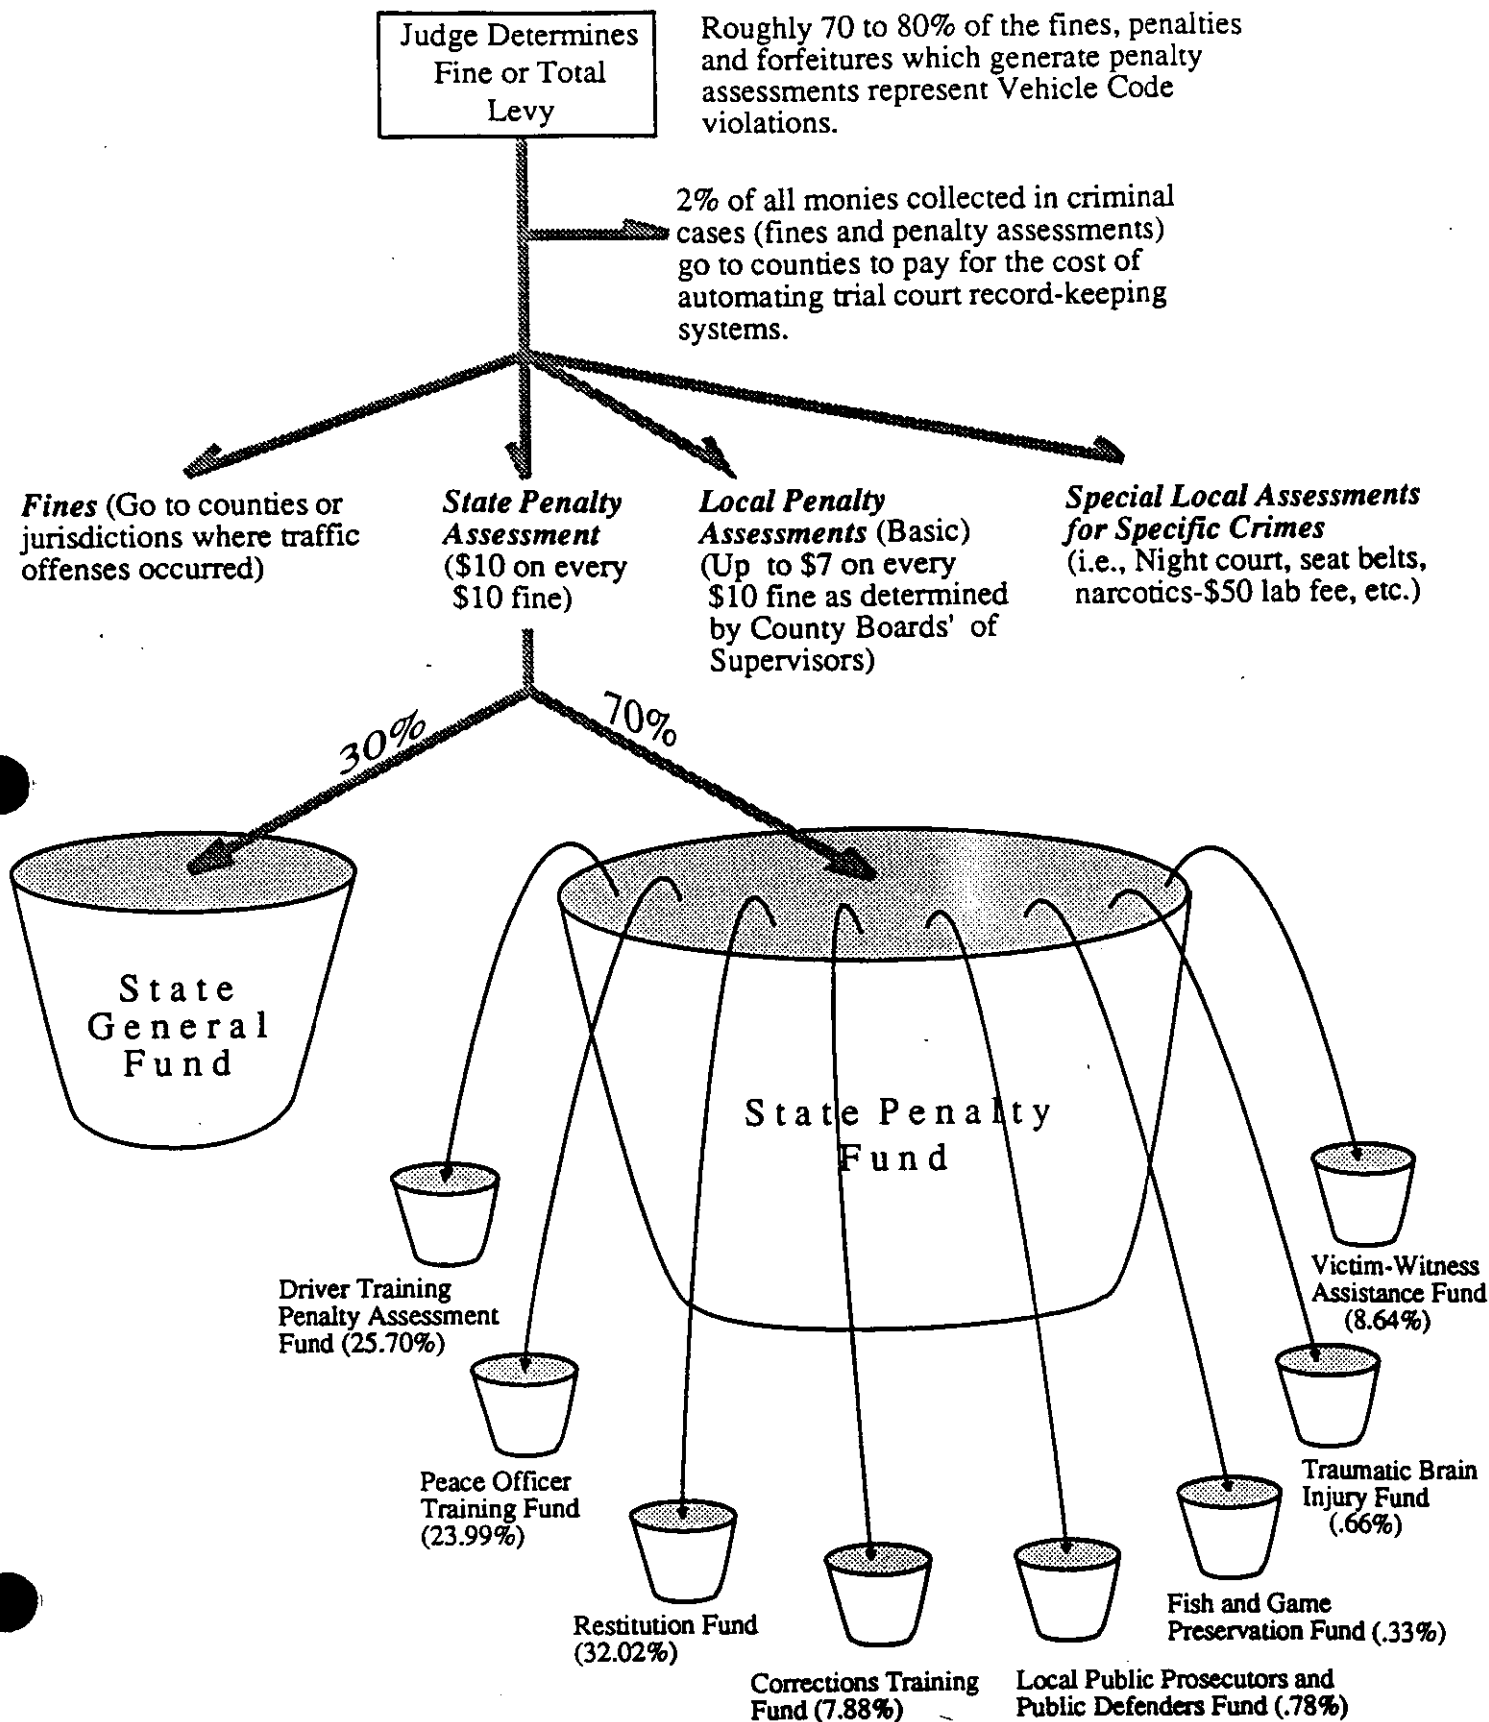 Judge Determines
Fine or Total
Levy
Roughly 70 to 80% of the fines, penalties
and forfeitures which generate penalty
assessments represent Vehicle Code
violations.
2% of all monies collected in criminal
cases (fines and penalty assessments)
go to counties to pay for the cost of
automating trial court record-keeping
systems.
Fines (Go to counties or
jurisdictions where traffic
offenses occurred)
State Penalty
Assessment
($10 on every
$10 fine)
Local Penalty
Assessments (Basic)
(Up to $7 on every
$10 fine as determined
by County Boards' of
Supervisors)
Special Local Assessments
for Specific Crimes
(i.e., Night court, seat belts,
narcotics-$50 lab fee, etc.)
30%
70%
State
General
Fund
State Penalty
Fund
Driver Training
Penalty Assessment
Fund (25.70%)
Peace Officer
Training Fund
(23.99%)
Restitution Fund
(32.02%)
Corrections Training
Fund (7.88%)
Local Public Prosecutors and
Public Defenders Fund (.78%)
Fish and Game
Preservation Fund (.33%)
Traumatic Brain
Injury Fund
(.66%)
Victim-Witness
Assistance Fund
(8.64%)